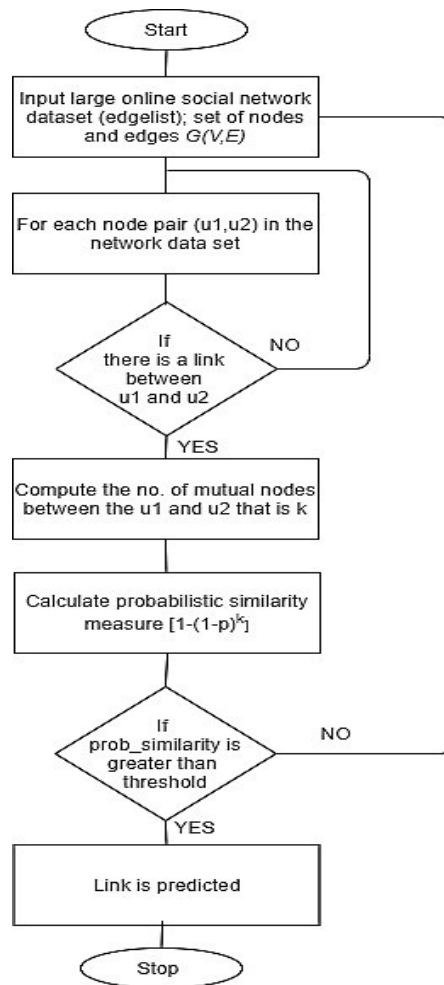 Start
Input large online social network
dataset (edgelist); set of nodes
and edges G(V,E)
For each node pair (u1,u2) in the
network data set
If
there is a link
between
u1 and u2
NO
YES
Compute the no. of mutual nodes
between the u1 and u2 that is k
Calculate probabilistic similarity
measure [1-(1-p)^k]
If
prob_similarity is
greater than
threshold
NO
YES
Link is predicted
Stop